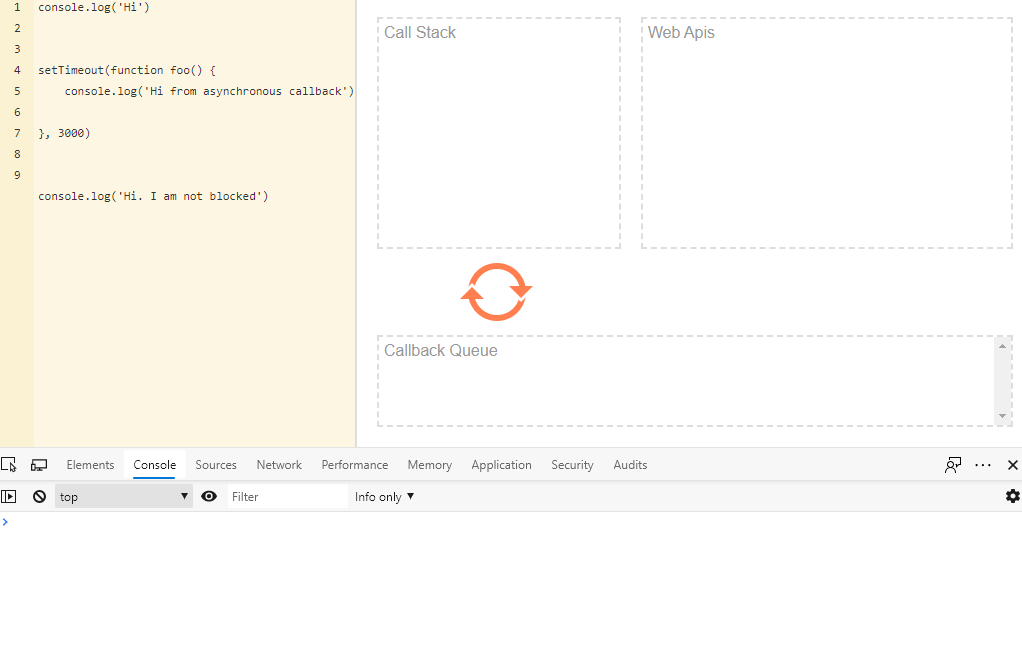 1 console.log('Hi')
2
3
4 setTimeout(function foo() {
5     console.log('Hi from asynchronous callback')
6
7 }, 3000)
8
9
console.log('Hi. I am not blocked')
Call Stack
Web Apis
Callback Queue
Elements Console Sources Network Performance Memory Application Security Audits
top Filter Info only